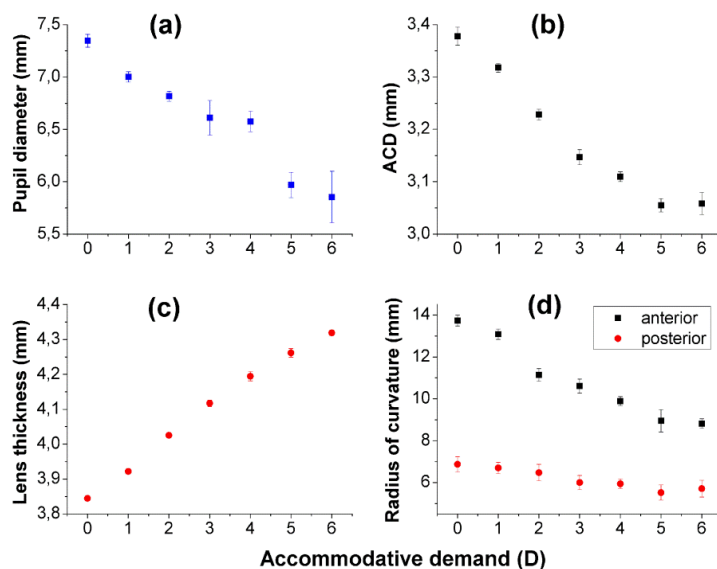 (a)
Pupil diameter (mm)
7,5
7,0
6,5
6,0
5,5
0 1 2 3 4 5 6
(b)
ACD (mm)
3,4
3,3
3,2
3,1
3,0
0 1 2 3 4 5 6
(c)
Lens thickness (mm)
4,4
4,3
4,2
4,1
4,0
3,9
3,8
0 1 2 3 4 5 6
(d)
anterior
posterior
Radius of curvature (mm)
14
12
10
8
6
0 1 2 3 4 5 6
Accommodative demand (D)